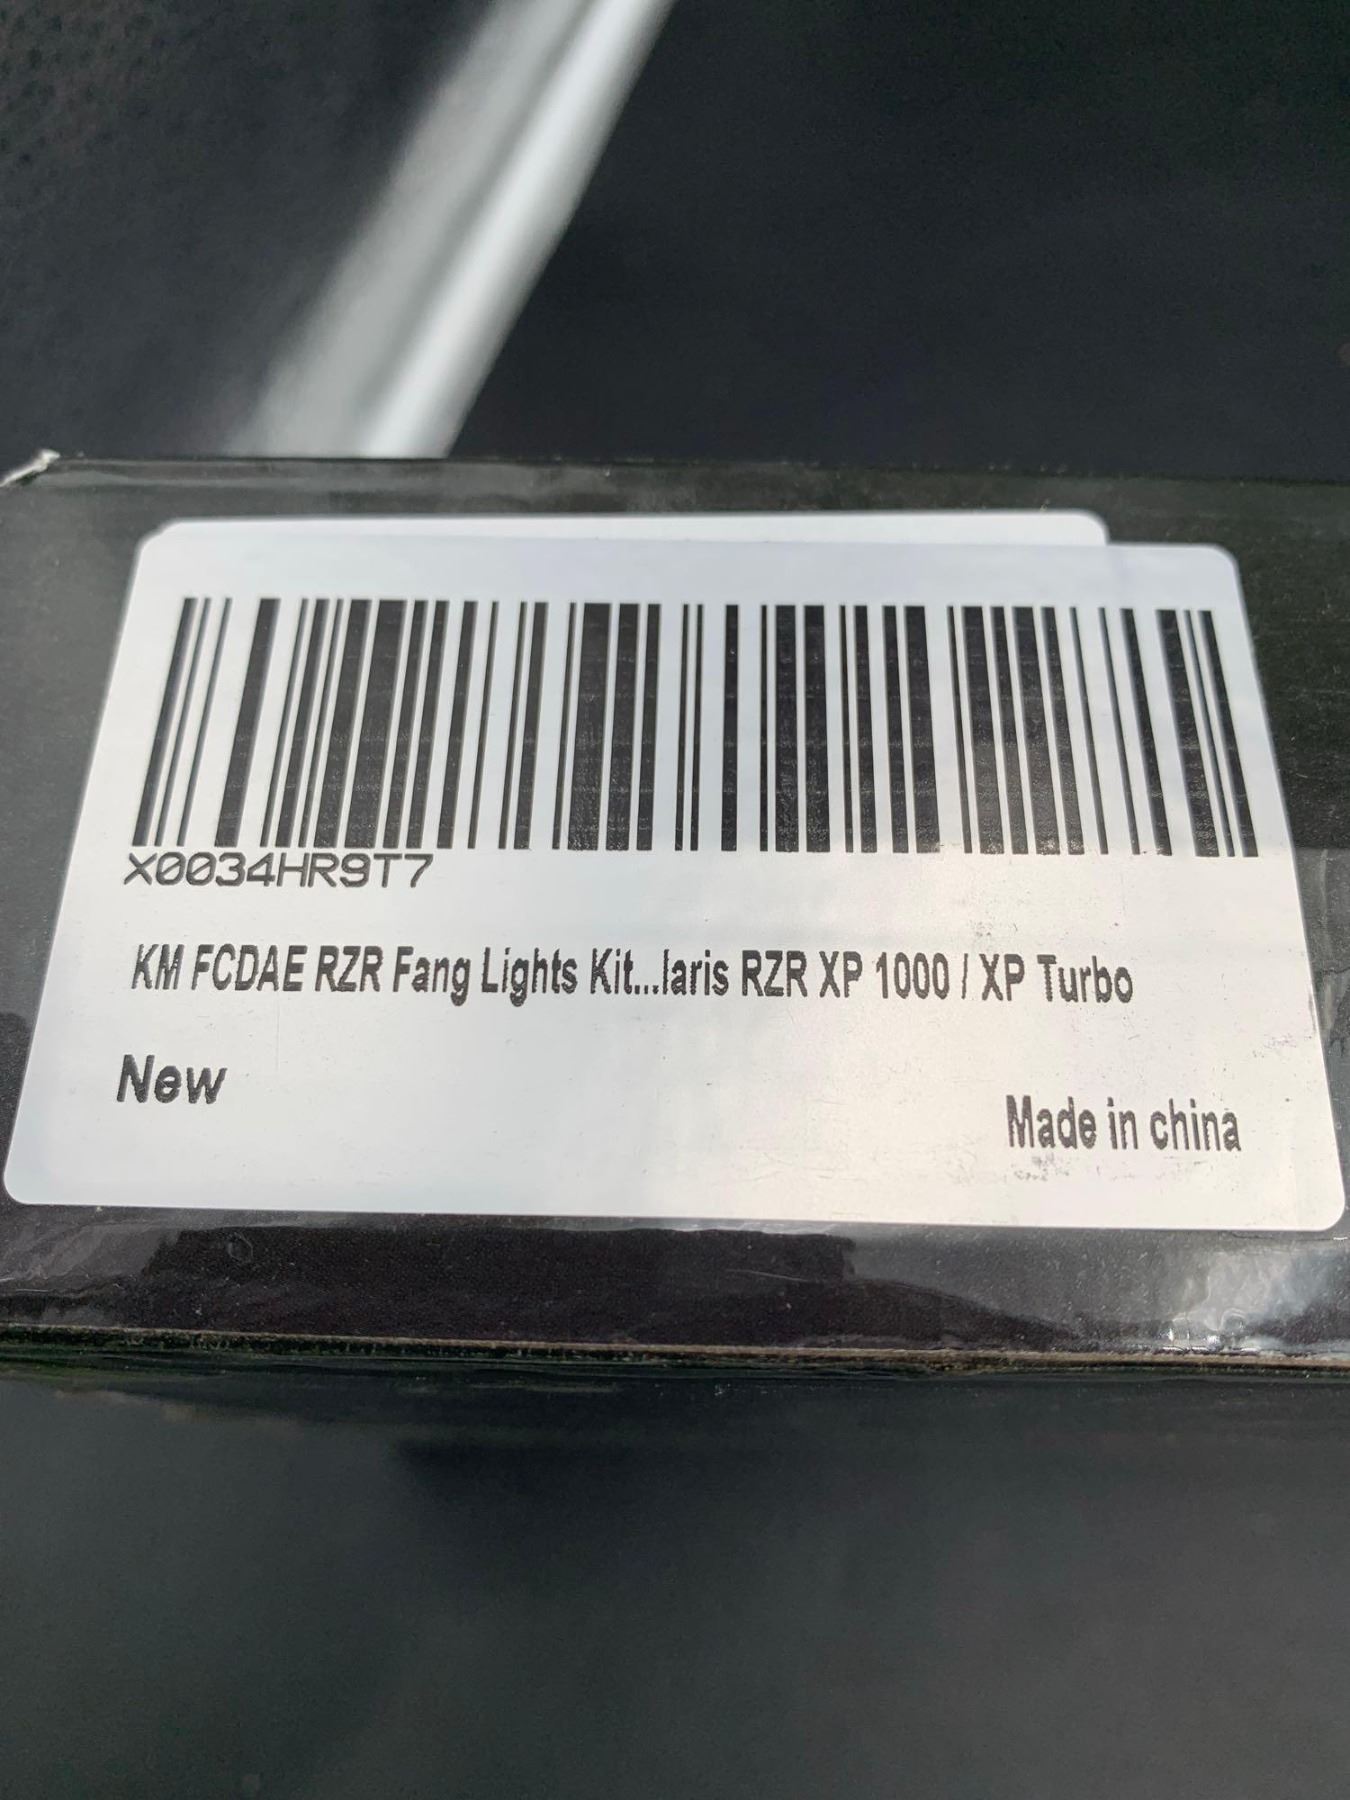 X0034HR9T7
KM FCDAE RZR Fang Lights Kit...laris RZR XP 1000 / XP Turbo
New
Made in china